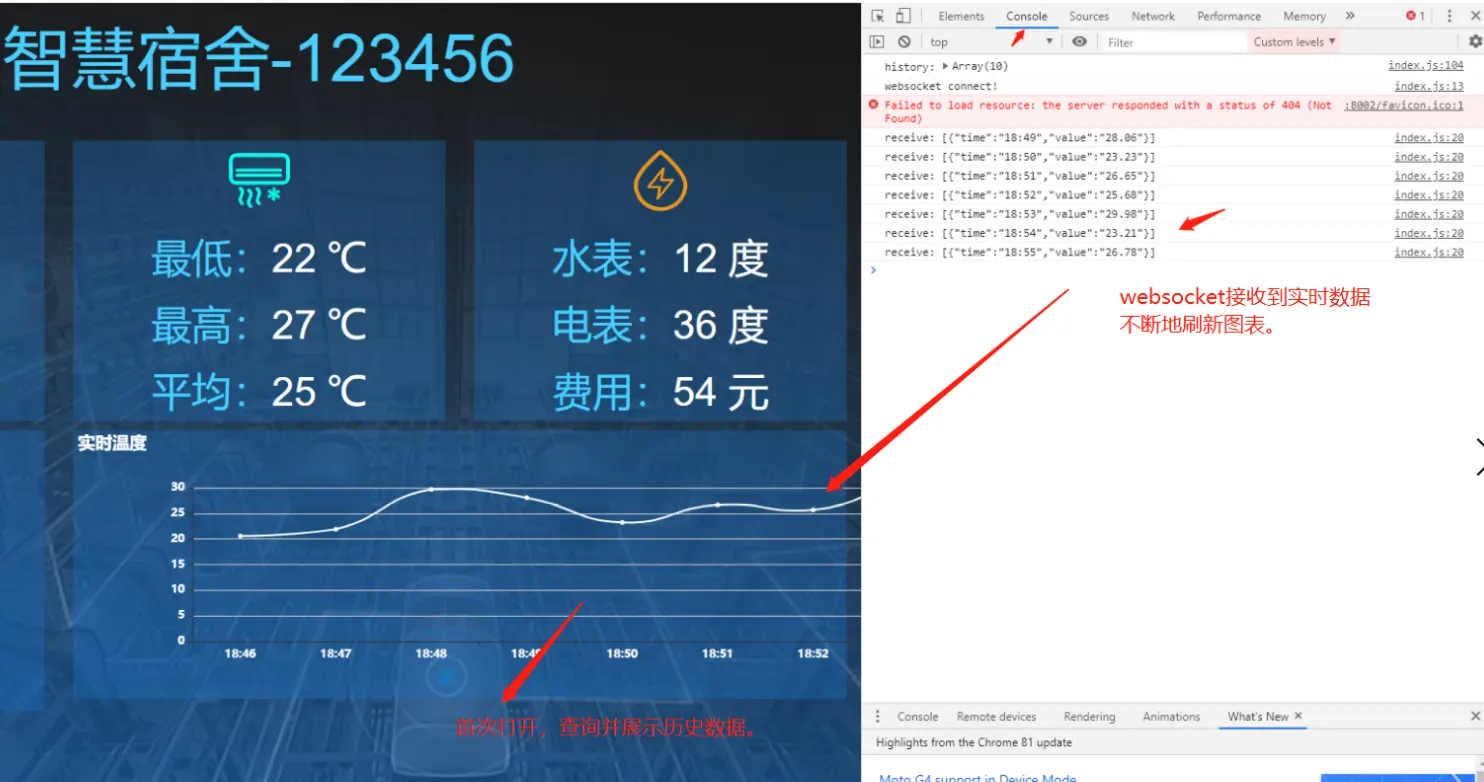 智慧宿舍-123456
最低： 22 ℃
最高： 27 ℃
平均： 25 ℃
水表： 12 度
电表： 36 度
费用： 54 元
实时温度
30
25
20
15
10
5
0
18:46 18:47 18:48 18:49 18:50 18:51 18:52
首次打开，查询并展示历史数据。
Elements Console Sources Network Performance Memory » 1
top Filter Custom levels
history: Array(10) index.js:104
websocket connect! index.js:13
Failed to load resource: the server responded with a status of 404 (Not :8002/favicon.ico:1
Found)
receive: [{"time":"18:49","value":"28.06"}] index.js:20
receive: [{"time":"18:50","value":"23.23"}] index.js:20
receive: [{"time":"18:51","value":"26.65"}] index.js:20
receive: [{"time":"18:52","value":"25.68"}] index.js:20
receive: [{"time":"18:53","value":"29.98"}] index.js:20
receive: [{"time":"18:54","value":"23.21"}] index.js:20
receive: [{"time":"18:55","value":"26.78"}] index.js:20
websocket接收到实时数据
不断地刷新图表。
Console Remote devices Rendering Animations What's New
Highlights from the Chrome 81 update
Moto G4 support in Device Mode